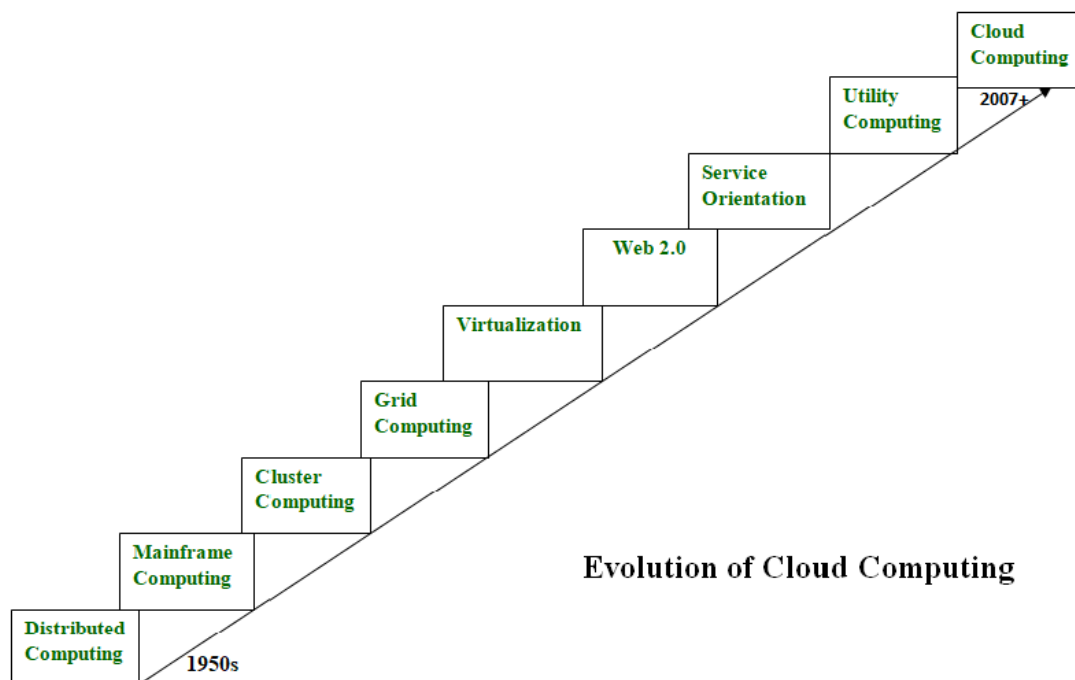 Cloud
Computing
2007+
Utility
Computing
Service
Orientation
Web 2.0
Virtualization
Grid
Computing
Cluster
Computing
Mainframe
Computing
Evolution of Cloud Computing
Distributed
Computing
1950s